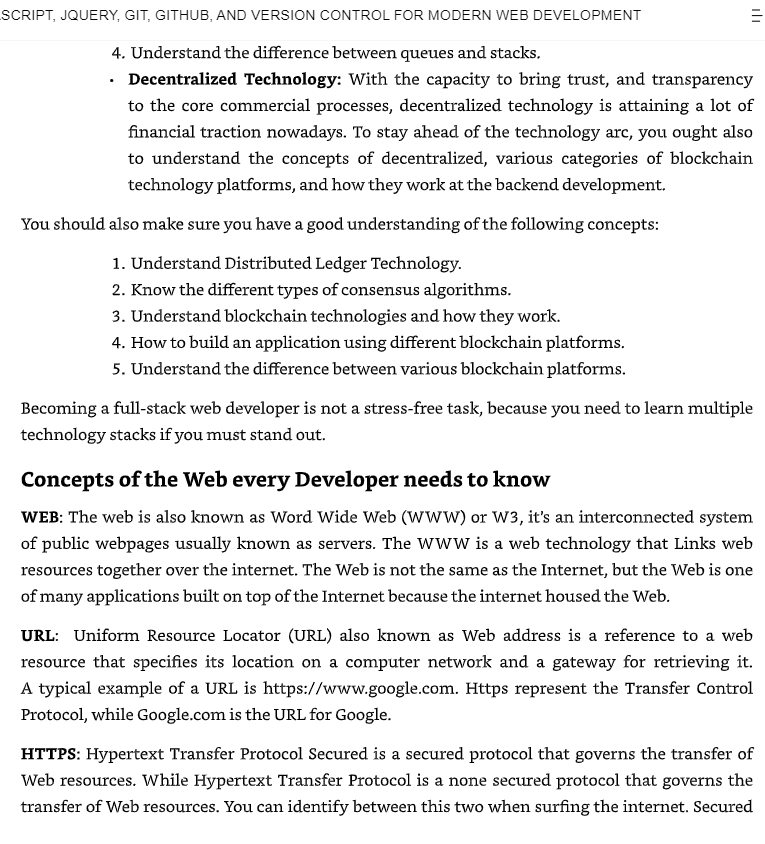 SCRIPT, JQUERY, GIT, GITHUB, AND VERSION CONTROL FOR MODERN WEB DEVELOPMENT
4. Understand the difference between queues and stacks.
• Decentralized Technology: With the capacity to bring trust, and transparency
to the core commercial processes, decentralized technology is attaining a lot of
financial traction nowadays. To stay ahead of the technology arc, you ought also
to understand the concepts of decentralized, various categories of blockchain
technology platforms, and how they work at the backend development.
You should also make sure you have a good understanding of the following concepts:
1. Understand Distributed Ledger Technology.
2. Know the different types of consensus algorithms.
3. Understand blockchain technologies and how they work.
4. How to build an application using different blockchain platforms.
5. Understand the difference between various blockchain platforms.
Becoming a full-stack web developer is not a stress-free task, because you need to learn multiple
technology stacks if you must stand out.
Concepts of the Web every Developer needs to know
WEB: The web is also known as Word Wide Web (WWW) or W3, it's an interconnected system
of public webpages usually known as servers. The WWW is a web technology that Links web
resources together over the internet. The Web is not the same as the Internet, but the Web is one
of many applications built on top of the Internet because the internet housed the Web.
URL: Uniform Resource Locator (URL) also known as Web address is a reference to a web
resource that specifies its location on a computer network and a gateway for retrieving it.
A typical example of a URL is https://www.google.com. Https represent the Transfer Control
Protocol, while Google.com is the URL for Google.
HTTPS: Hypertext Transfer Protocol Secured is a secured protocol that governs the transfer of
Web resources. While Hypertext Transfer Protocol is a none secured protocol that governs the
transfer of Web resources. You can identify between this two when surfing the internet. Secured